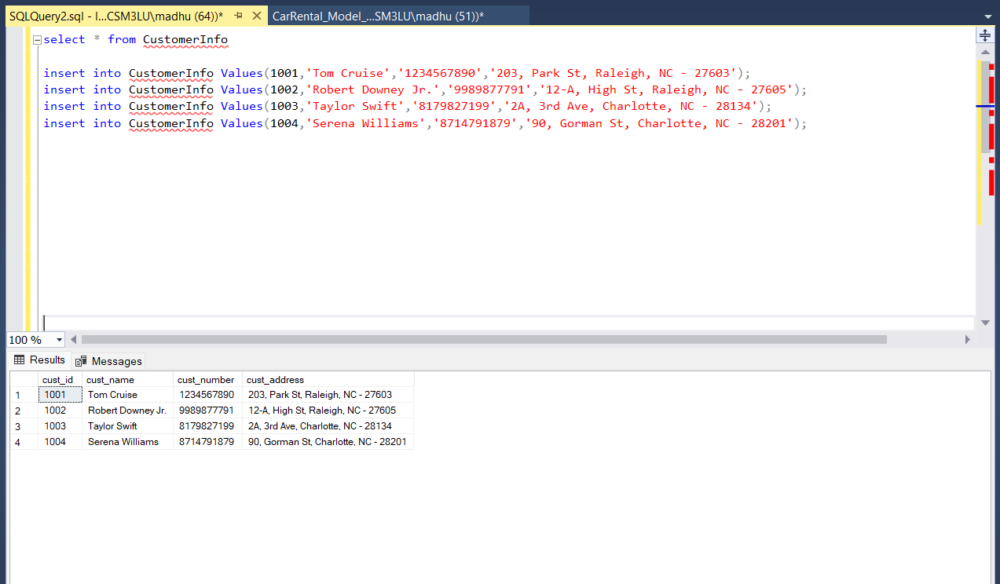 SQLQuery2.sql - l...CSM3LU\madhu (64))* CarRental_Model_...SM3LU\madhu (51))*
select * from CustomerInfo
insert into CustomerInfo Values(1001,'Tom Cruise','1234567890','203, Park St, Raleigh, NC - 27603');
insert into CustomerInfo Values(1002,'Robert Downey Jr.','9989877791','12-A, High St, Raleigh, NC - 27605');
insert into CustomerInfo Values(1003,'Taylor Swift','8179827199','2A, 3rd Ave, Charlotte, NC - 28134');
insert into CustomerInfo Values(1004,'Serena Williams','8714791879','90, Gorman St, Charlotte, NC - 28201');
100 %
Results Messages
cust_id cust_name cust_number cust_address
1 1001 Tom Cruise 1234567890 203, Park St, Raleigh, NC - 27603
2 1002 Robert Downey Jr. 9989877791 12-A, High St, Raleigh, NC - 27605
3 1003 Taylor Swift 8179827199 2A, 3rd Ave, Charlotte, NC - 28134
4 1004 Serena Williams 8714791879 90, Gorman St, Charlotte, NC - 28201